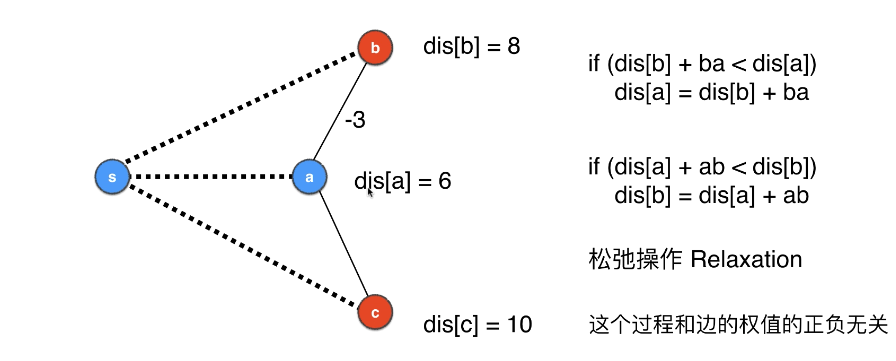 b
dis[b] = 8
-3
s
a
dis[a] = 6
c
dis[c] = 10
if (dis[b] + ba < dis[a])
dis[a] = dis[b] + ba
if (dis[a] + ab < dis[b])
dis[b] = dis[a] + ab
松弛操作 Relaxation
这个过程和边的权值的正负无关